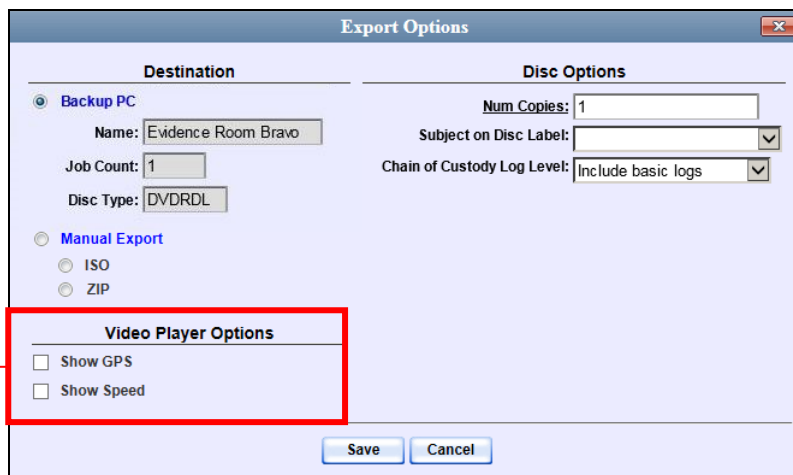 Export Options
Destination
Backup PC
Name: Evidence Room Bravo
Job Count: 1
Disc Type: DVDRDL
Manual Export
ISO
ZIP
Video Player Options
Show GPS
Show Speed
Disc Options
Num Copies: 1
Subject on Disc Label:
Chain of Custody Log Level: Include basic logs
Save Cancel